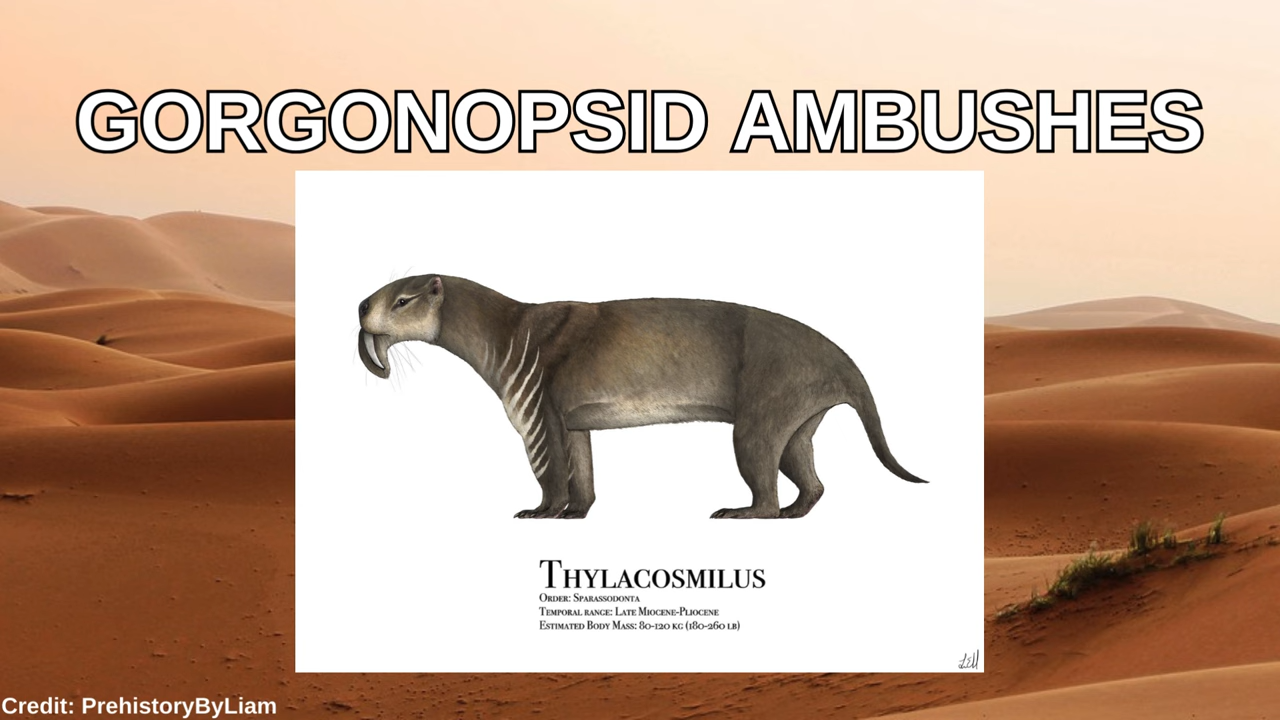 GORGONOPSID AMBUSHES
THYLACOSMILUS
ORDER: SPARASSODONTA
TEMPORAL RANGE: LATE MIOCENE-PLIOCENE
ESTIMATED BODY MASS: 80-120 KG (180-260 LB)
Credit: PrehistoryByLiam